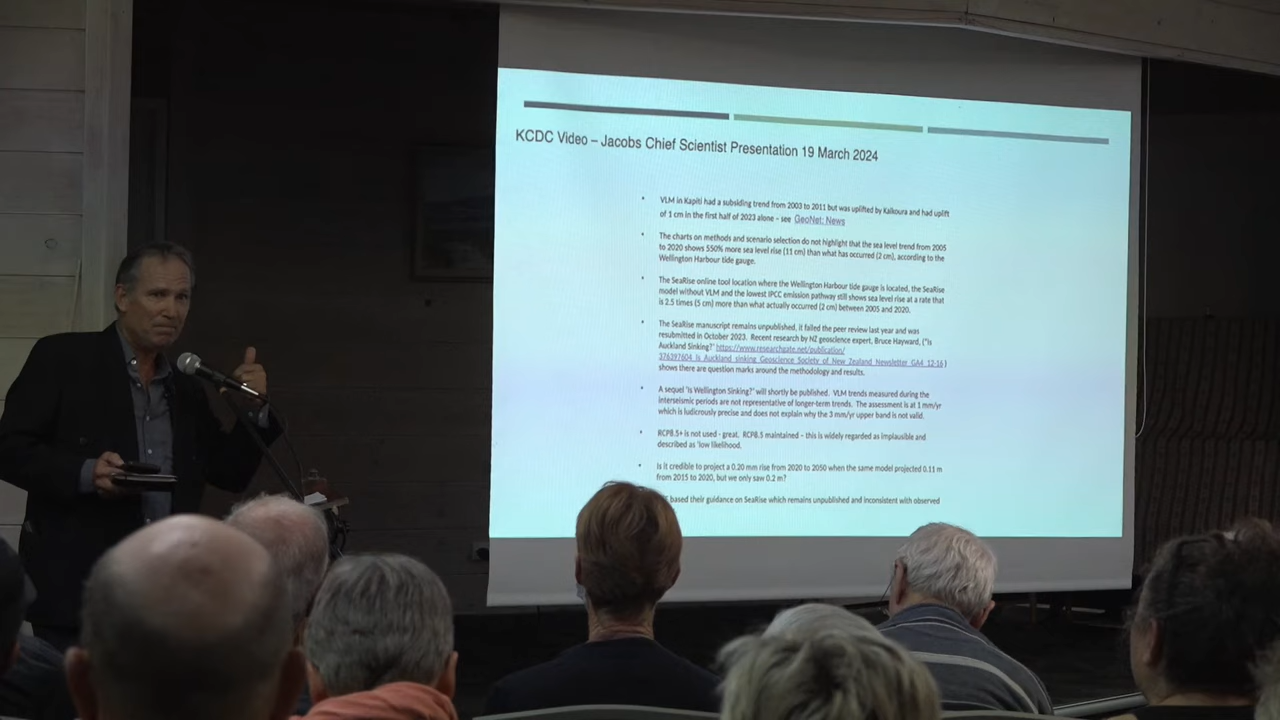 KCDC Video – Jacobs Chief Scientist Presentation 19 March 2024
• VLM in Kapiti had a subsiding trend from 2003 to 2011 but was uplifted by Kaikoura and had uplift
of 1 cm in the first half of 2023 alone – see GeoNet: News
• The charts on methods and scenario selection do not highlight that the sea level trend from 2005
to 2020 shows 550% more sea level rise (11 cm) than what has occurred (2 cm), according to the
Wellington Harbour tide gauge.
• The SeaRise online tool location where the Wellington Harbour tide gauge is located, the SeaRise
model without VLM and the lowest IPCC emission pathway still shows sea level rise at a rate that
is 2.5 times (5 cm) more than what actually occurred (2 cm) between 2005 and 2020.
• The SeaRise manuscript remains unpublished, it failed the peer review last year and was
resubmitted in October 2023. Recent research by NZ geoscience expert, Bruce Hayward, ("Is
Auckland Sinking?" https://www.researchgate.net/publication/
376397604_Is_Auckland_sinking_Geoscience_Society_of_New_Zealand_Newsletter_GA4_12-16)
shows there are question marks around the methodology and results.
• A sequel 'Is Wellington Sinking?' will shortly be published. VLM trends measured during the
interseismic periods are not representative of longer-term trends. The assessment is at 1 mm/yr
which is ludicrously precise and does not explain why the 3 mm/yr upper band is not valid.
• RCP8.5+ is not used - great. RCP8.5 maintained – this is widely regarded as implausible and
described as 'low likelihood.
• Is it credible to project a 0.20 mm rise from 2020 to 2050 when the same model projected 0.11 m
from 2015 to 2020, but we only saw 0.2 m?
based their guidance on SeaRise which remains unpublished and inconsistent with observed